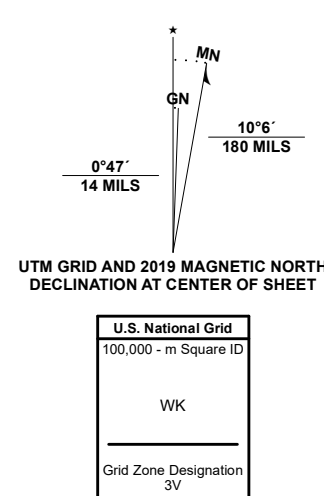 ★
MN
GN
10°6´
180 MILS
0°47´
14 MILS
UTM GRID AND 2019 MAGNETIC NORTH
DECLINATION AT CENTER OF SHEET
U.S. National Grid
100,000 - m Square ID
WK
Grid Zone Designation
3V